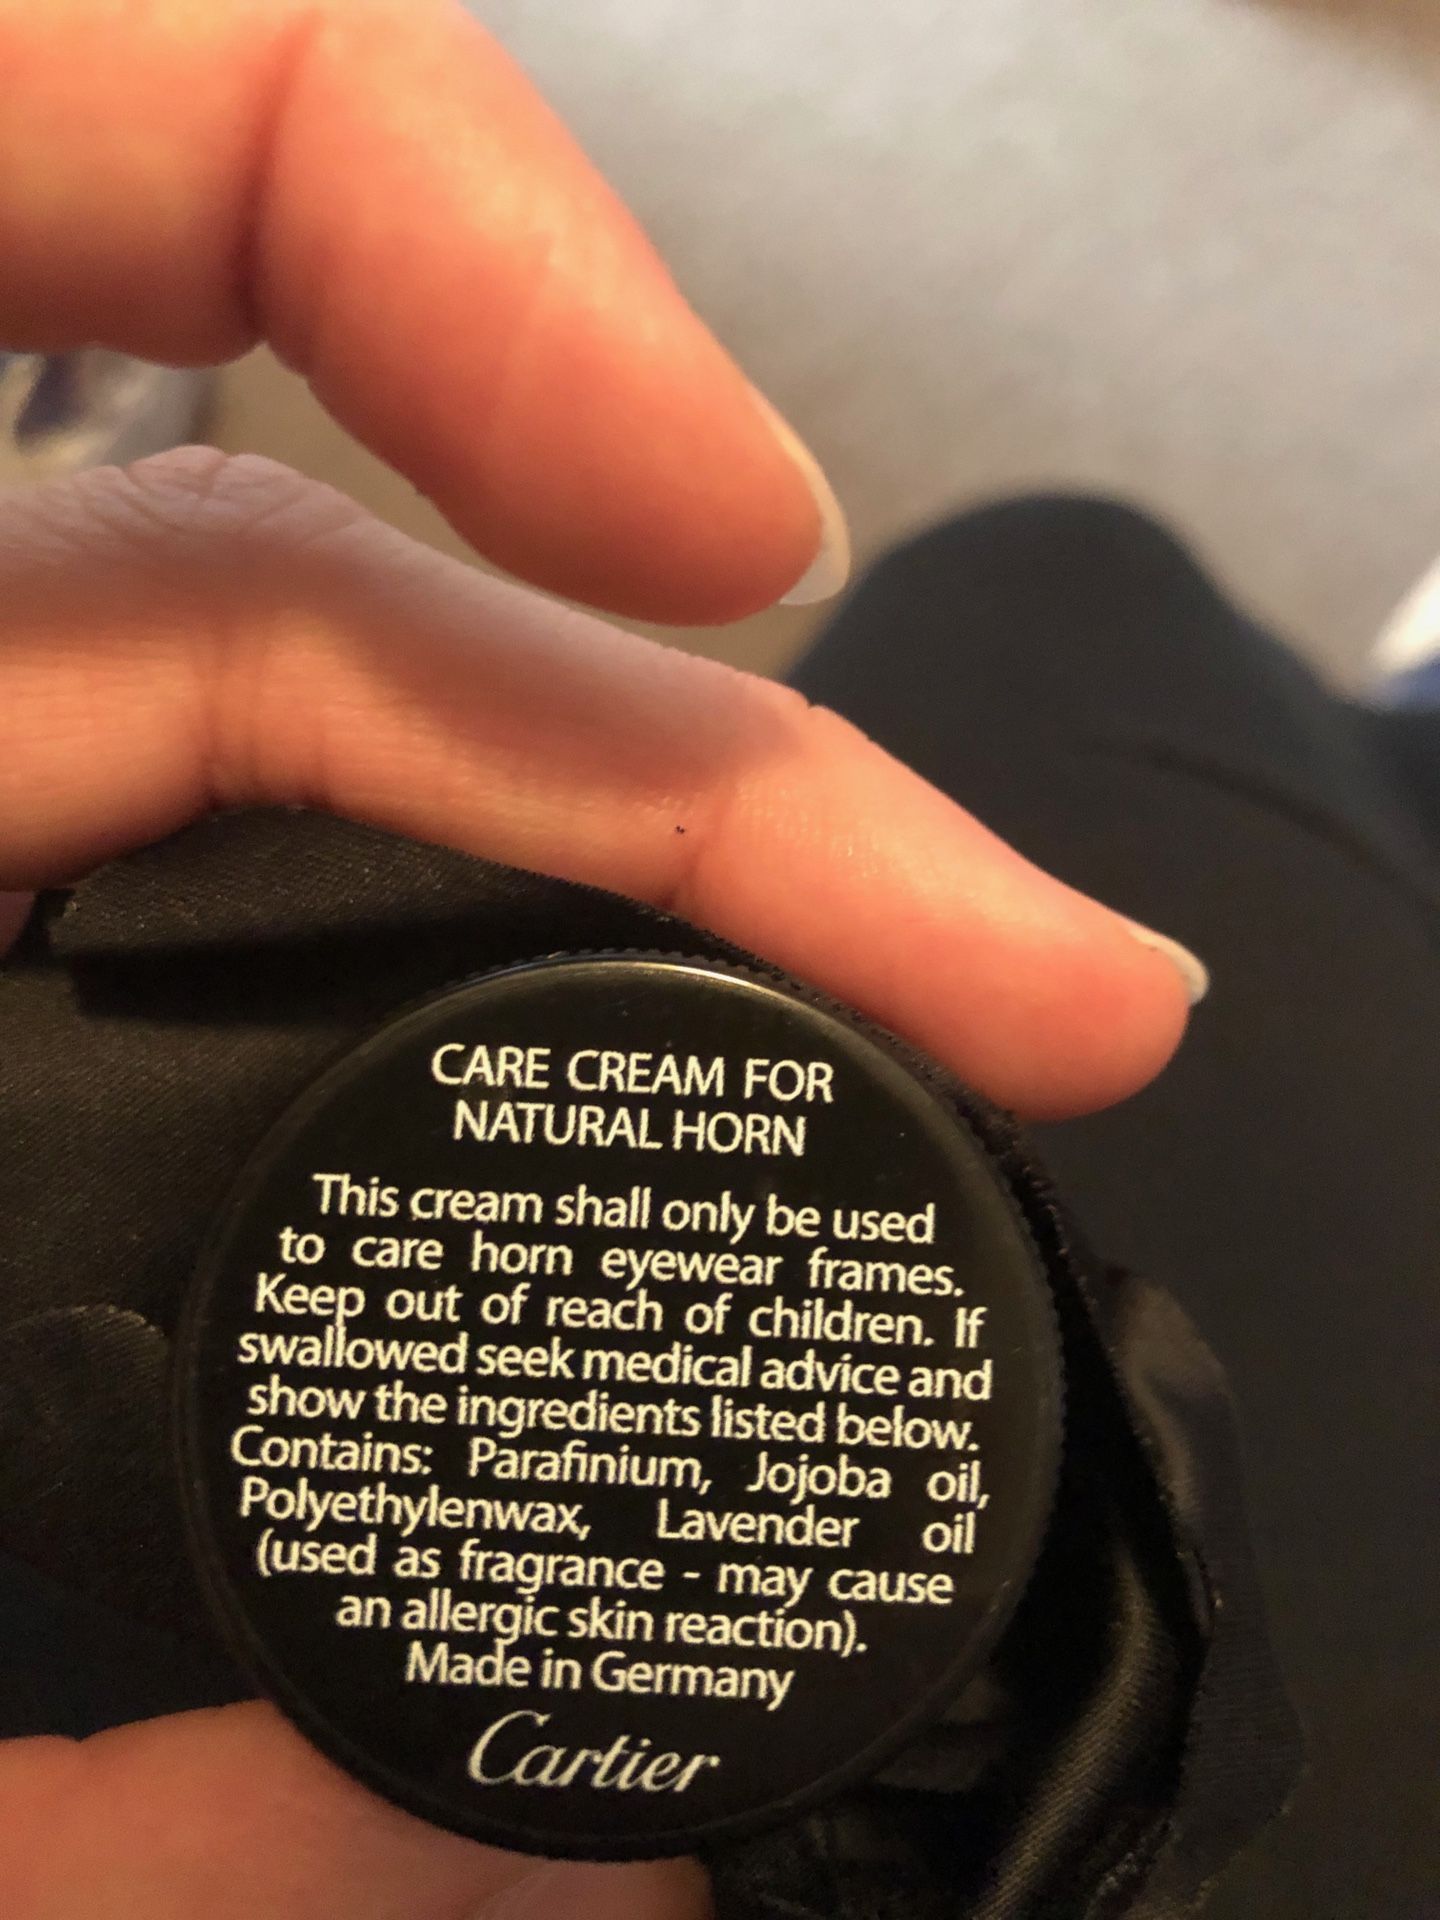 CARE CREAM FOR
NATURAL HORN
This cream shall only be used
to care horn eyewear frames.
Keep out of reach of children. If
swallowed seek medical advice and
show the ingredients listed below.
Contains: Parafinium, Jojoba oil,
Polyethylenwax, Lavender oil
(used as fragrance - may cause
an allergic skin reaction).
Made in Germany
Cartier